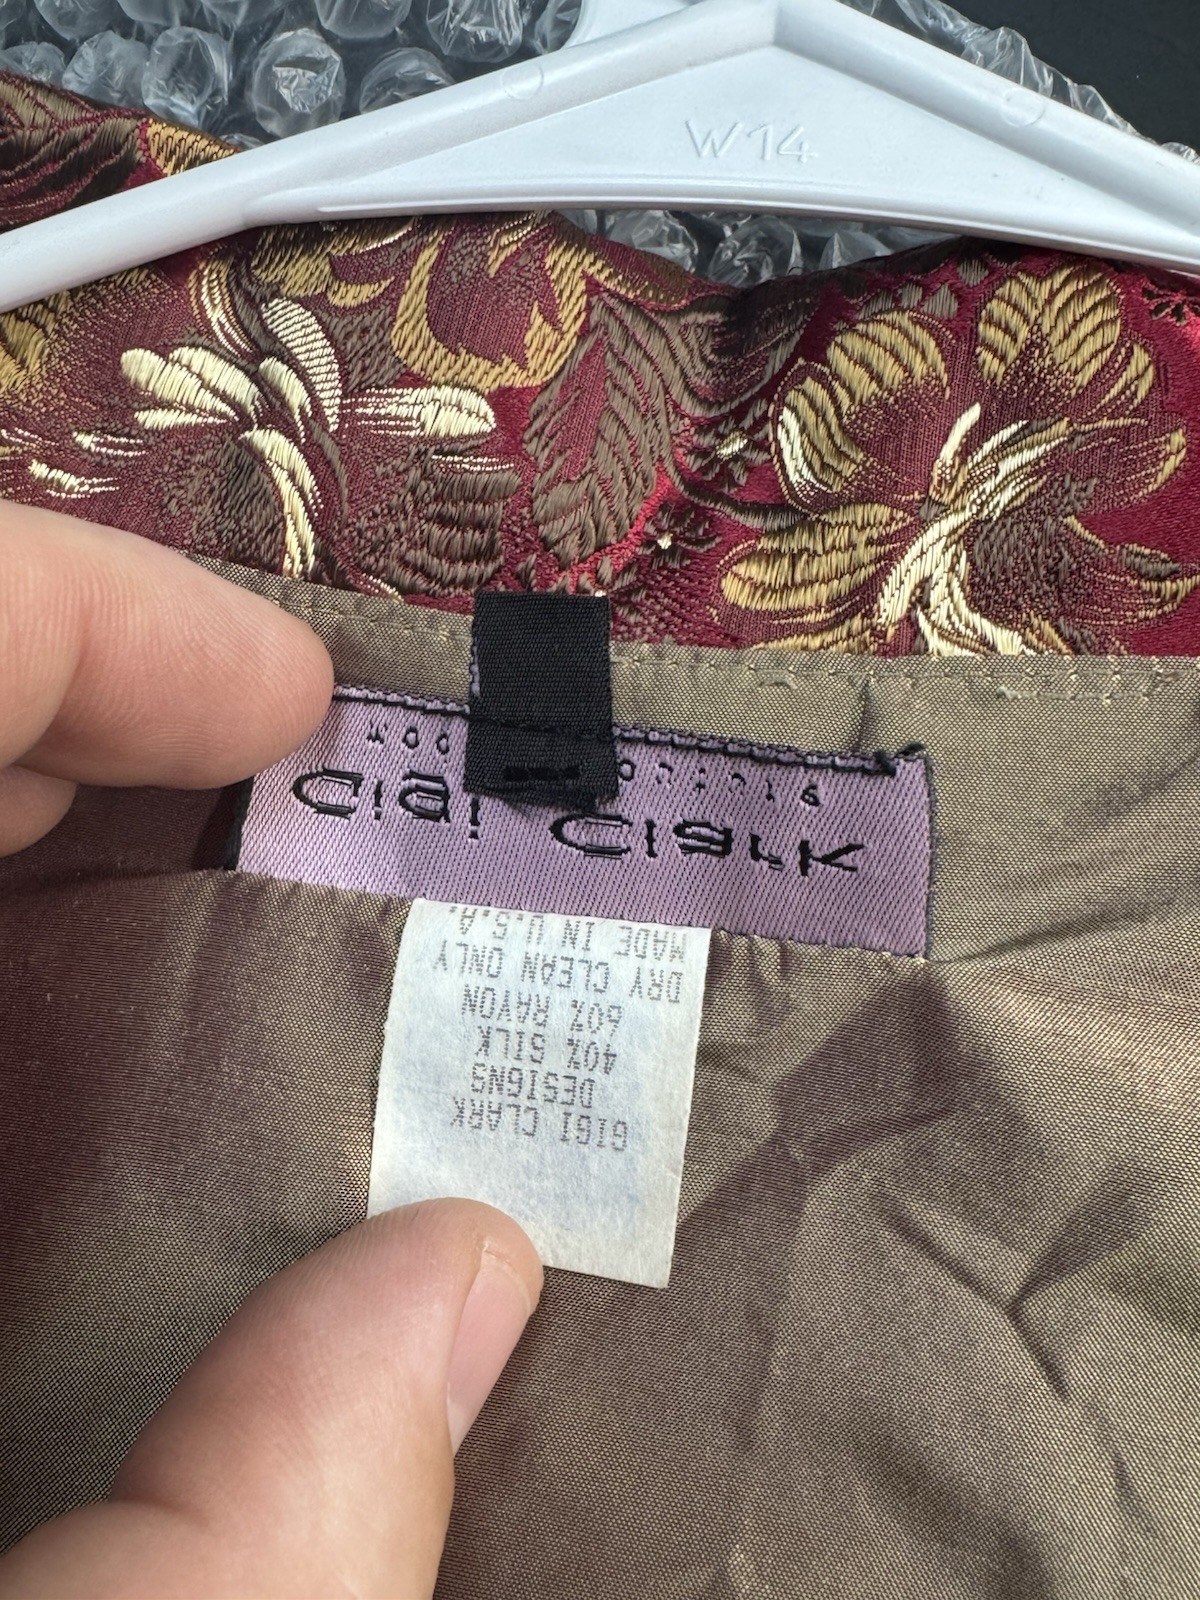 W14
Gigi Clark
GIGI CLARK
DESIGNS
40% SILK
60% RAYON
DRY CLEAN ONLY
MADE IN U.S.A.